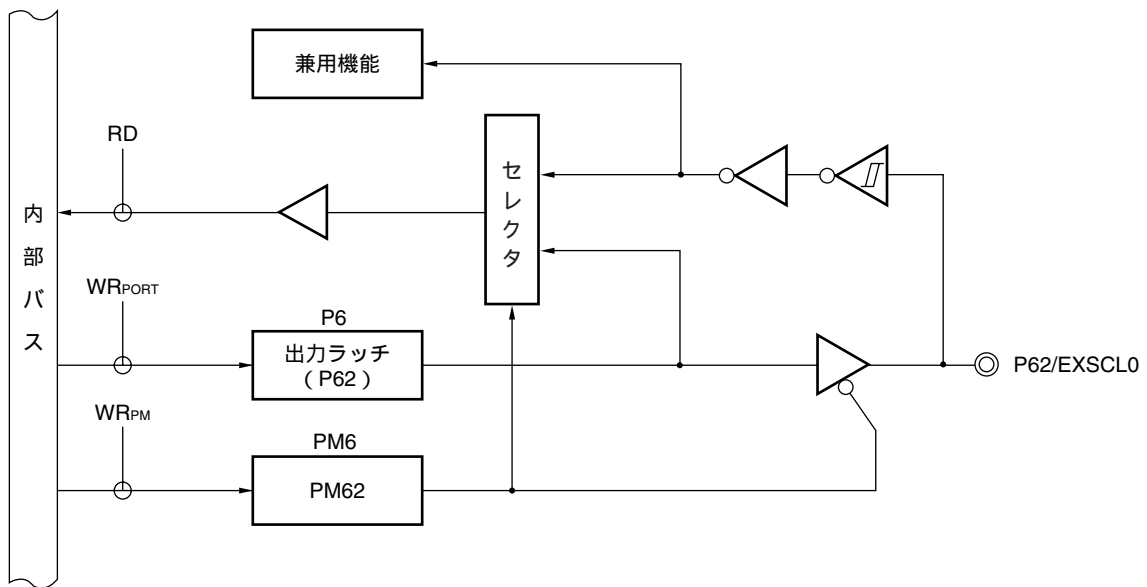 兼用機能
RD
セレクタ
内部バス
WRPORT
P6
出力ラッチ
(P62)
P62/EXSCL0
WRPM
PM6
PM62